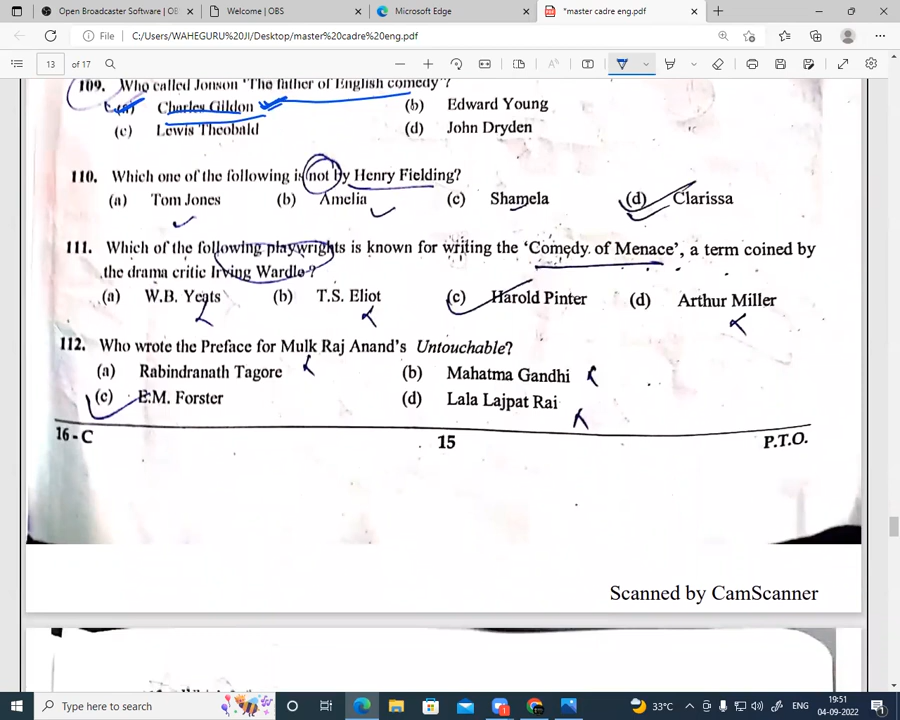 Open Broadcaster Software | OB
Welcome | OBS
Microsoft Edge
*master cadre eng.pdf
File
C:/Users/WAHEGURU%20JI/Desktop/master%20cadre%20eng.pdf
13 of 17
109. Who called Jonson 'The father of English comedy'?
(a) Charles Gildon (b) Edward Young
(c) Lewis Theobald (d) John Dryden
110. Which one of the following is (not by Henry Fielding?
(a) Tom Jones (b) Amelia (c) Shamela (d) Clarissa
111. Which of the following playwrights is known for writing the 'Comedy of Menace', a term coined by
the drama critic Irving Wardle?
(a) W.B. Yeats (b) T.S. Eliot (c) Harold Pinter (d) Arthur Miller
112. Who wrote the Preface for Mulk Raj Anand's Untouchable?
(a) Rabindranath Tagore (b) Mahatma Gandhi
(c) E.M. Forster (d) Lala Lajpat Rai
16-C 15 P.T.O.
Scanned by CamScanner
Type here to search
33°C
ENG
19:51
04-09-2022